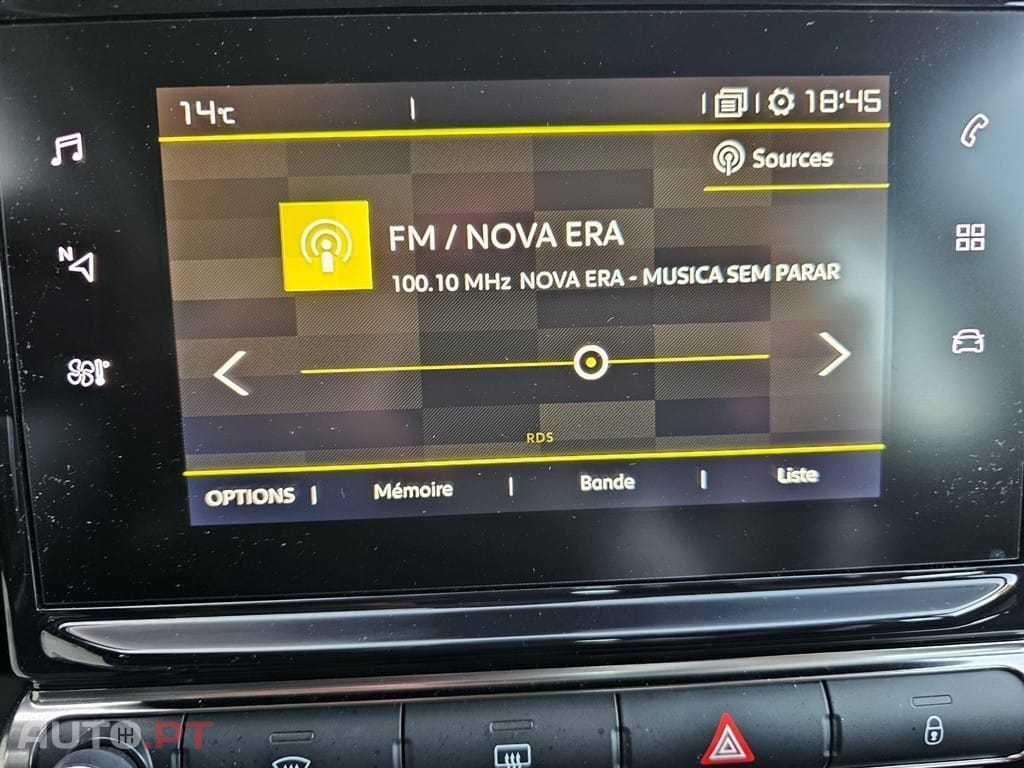 14°C
18:45
Sources
FM / NOVA ERA
100.10 MHz NOVA ERA - MUSICA SEM PARAR
N
RDS
OPTIONS
Mémoire
Bande
Liste
AUTO.PT